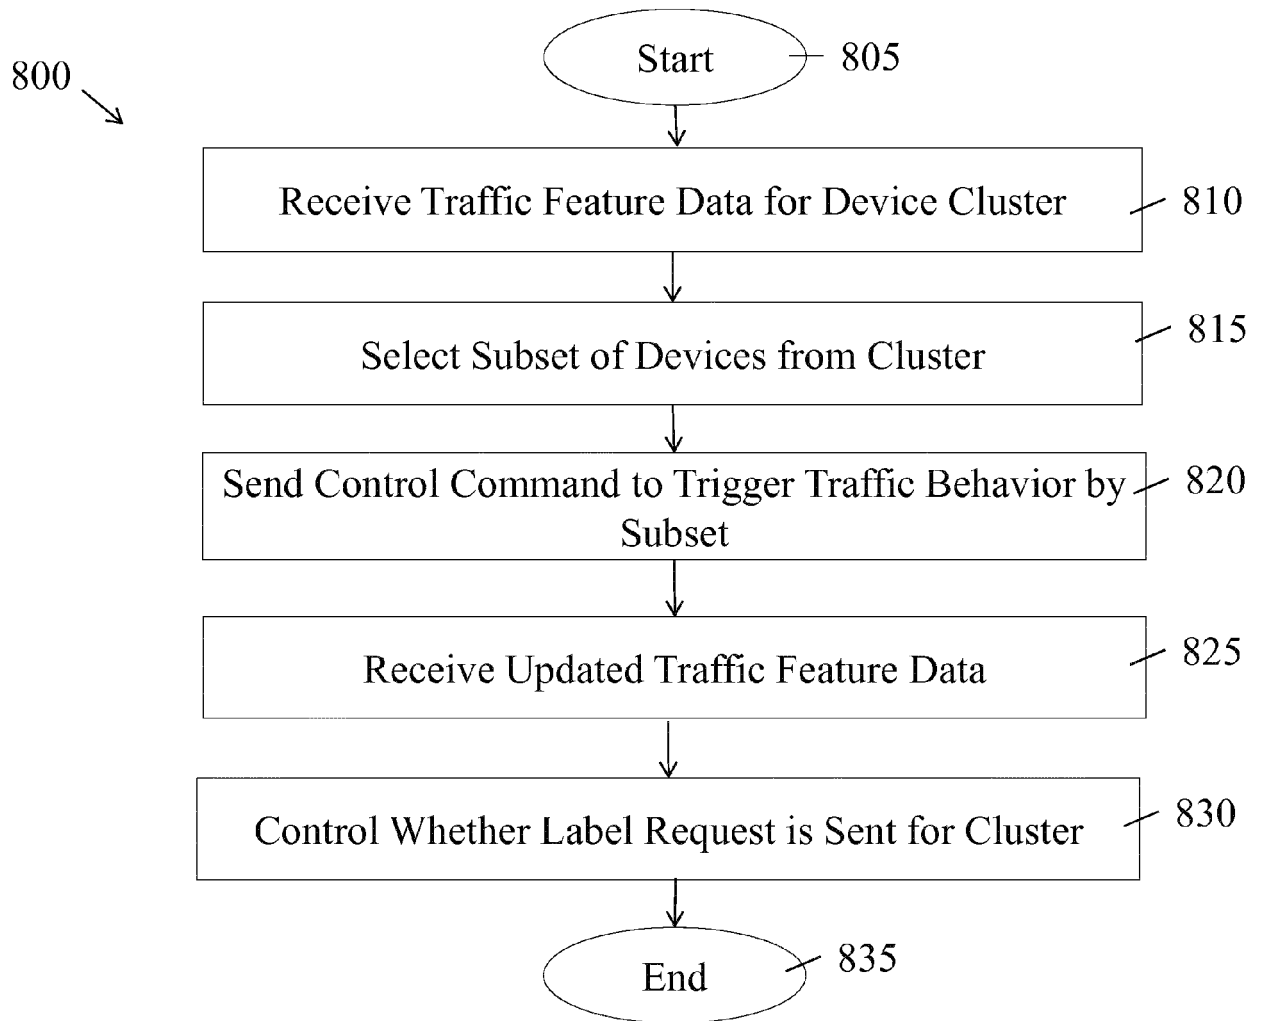 800
Start
805
Receive Traffic Feature Data for Device Cluster
810
Select Subset of Devices from Cluster
815
Send Control Command to Trigger Traffic Behavior by
Subset
820
Receive Updated Traffic Feature Data
825
Control Whether Label Request is Sent for Cluster
830
End
835